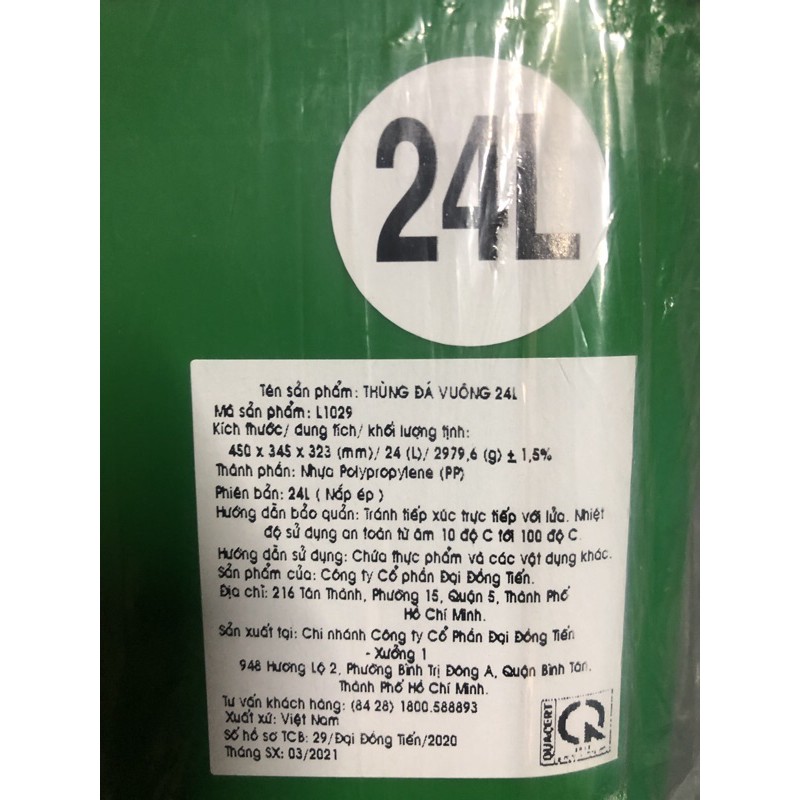 24L
Tên sản phẩm: THÙNG ĐÁ VUÔNG 24L
Mã sản phẩm: L1029
Kích thước/ dung tích/ khối lượng tịnh:
450 x 345 x 323 (mm)/ 24 (L)/ 2979,6 (g) ± 1,5%
Thành phần: Nhựa Polypropylene (PP)
Phiên bản: 24L ( Nắp ép )
Hướng dẫn bảo quản: Tránh tiếp xúc trực tiếp với lửa. Nhiệt
độ sử dụng an toàn từ âm 10 độ C tới 100 độ C.
Hướng dẫn sử dụng: Chứa thực phẩm và các vật dụng khác.
Sản phẩm của: Công ty Cổ phần Đại Đồng Tiến.
Địa chỉ: 216 Tân Thành, Phường 15, Quận 5, Thành Phố
Hồ Chí Minh.
Sản xuất tại: Chi nhánh Công ty Cổ Phần Đại Đồng Tiến
- Xưởng 1
948 Hương Lộ 2, Phường Bình Trị Đông A, Quận Bình Tân,
Thành Phố Hồ Chí Minh.
Tư vấn khách hàng: (84 28) 1800.588893
Xuất xứ: Việt Nam
Số hồ sơ TCB: 29/Đại Đồng Tiến/2020
Tháng SX: 03/2021
QUACERT